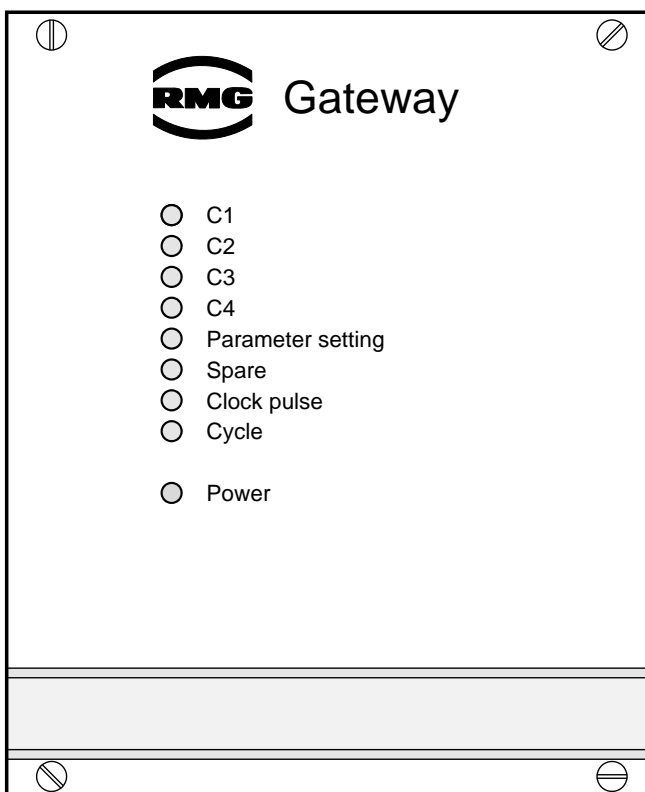 RMG Gateway
C1
C2
C3
C4
Parameter setting
Spare
Clock pulse
Cycle
Power